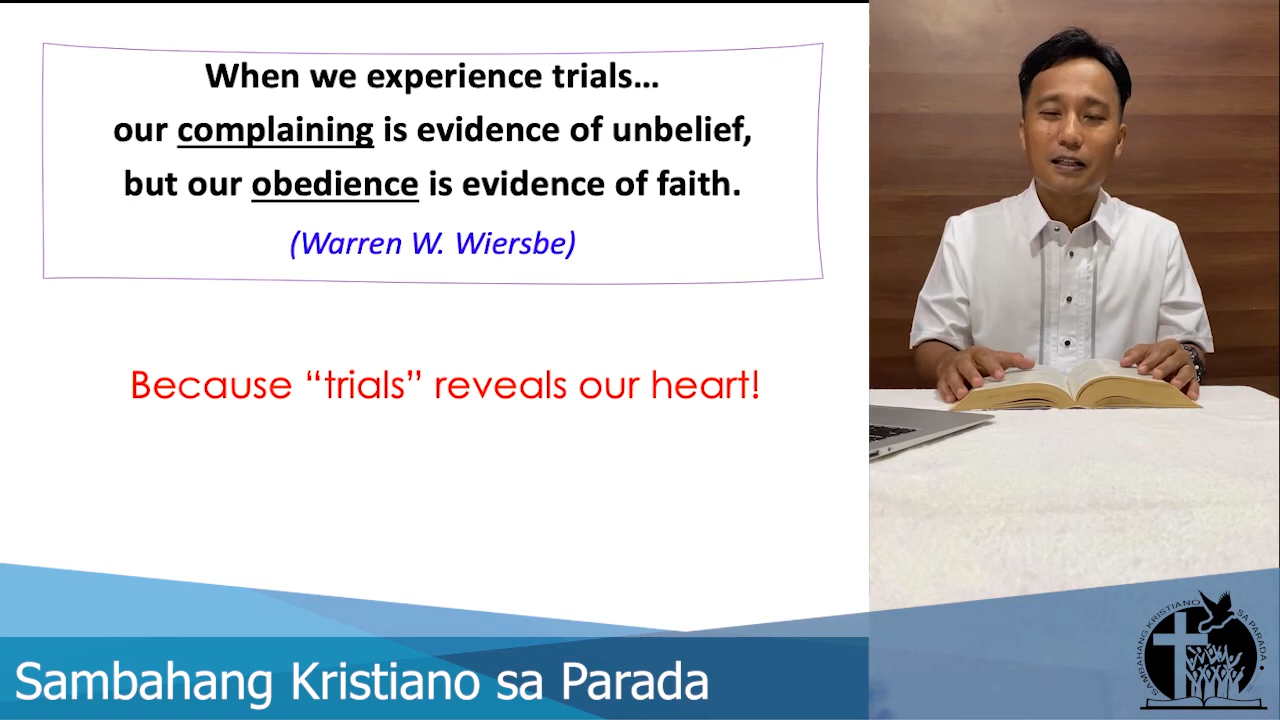 When we experience trials…
our complaining is evidence of unbelief,
but our obedience is evidence of faith.
(Warren W. Wiersbe)
Because “trials” reveals our heart!
Sambahang Kristiano sa Parada
SAMBAHANG KRISTIANO SA PARADA